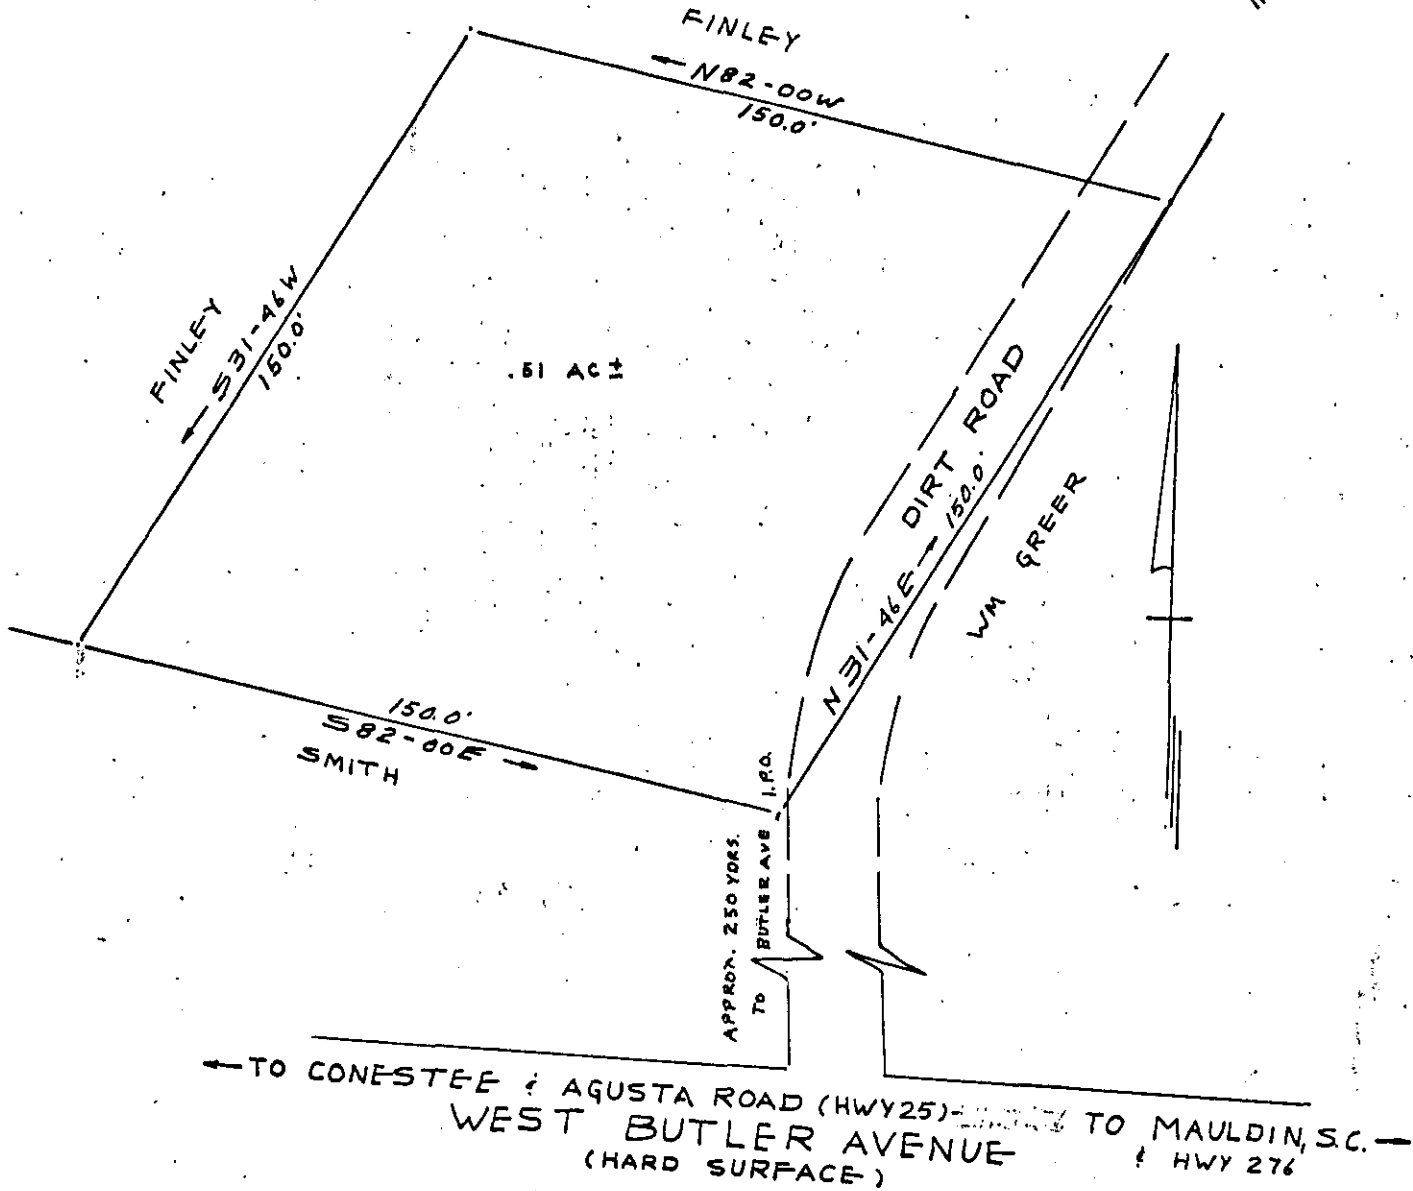 FINLEY
N82-00W
150.0'
FINLEY
S31-46W
150.0'
.51 AC ±
DIRT ROAD
N31-46E 150.0'
WM GREER
150.0'
S82-00E
SMITH
I.P.O.
APPROX. 250 YDRS.
TO BUTLER AVE
TO CONESTEE & AGUSTA ROAD (HWY25)
TO MAULDIN, S.C.
& HWY 276
WEST BUTLER AVENUE
(HARD SURFACE)